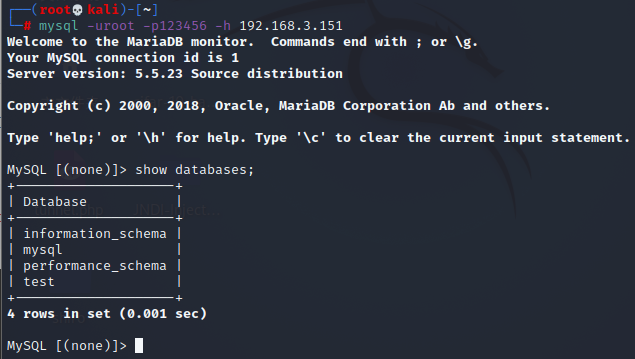 ┌──(root💀kali)-[~]
└─# mysql -uroot -p123456 -h 192.168.3.151
Welcome to the MariaDB monitor.  Commands end with ; or \g.
Your MySQL connection id is 1
Server version: 5.5.23 Source distribution

Copyright (c) 2000, 2018, Oracle, MariaDB Corporation Ab and others.

Type 'help;' or '\h' for help. Type '\c' to clear the current input statement.

MySQL [(none)]> show databases;
+--------------------+
| Database           |
+--------------------+
| information_schema |
| mysql              |
| performance_schema |
| test               |
+--------------------+
4 rows in set (0.001 sec)

MySQL [(none)]>